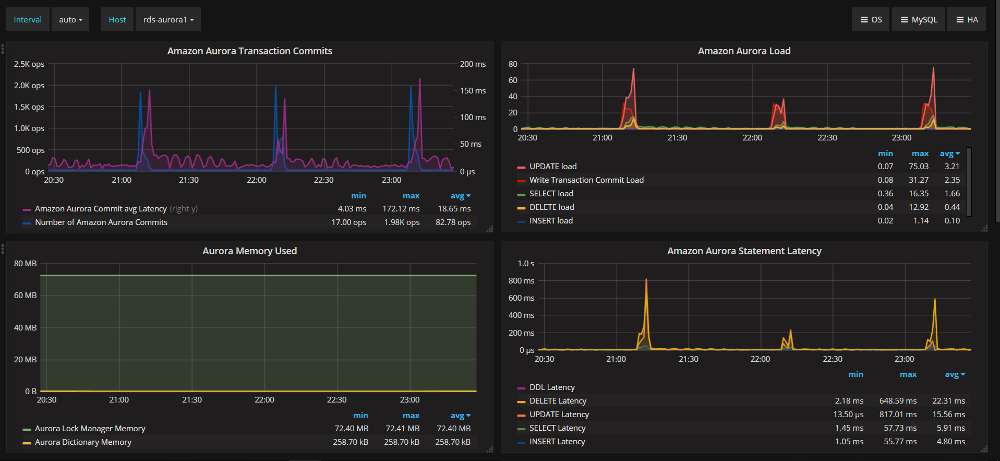 Interval auto Host rds-aurora1 OS MySQL HA
Amazon Aurora Transaction Commits
2.5K ops 200 ms
2.0K ops 150 ms
1.5K ops
1.0K ops 100 ms
500 ops 50 ms
0 ops 0 µs
20:30 21:00 21:30 22:00 22:30 23:00
min max avg
Amazon Aurora Commit avg Latency (right-y) 4.03 ms 172.12 ms 18.65 ms
Number of Amazon Aurora Commits 17.00 ops 1.98K ops 82.78 ops
Amazon Aurora Load
80
60
40
20
0
20:30 21:00 21:30 22:00 22:30 23:00
min max avg
UPDATE load 0.07 75.03 3.21
Write Transaction Commit Load 0.08 31.27 2.35
SELECT load 0.36 16.35 1.66
DELETE load 0.04 12.92 0.44
INSERT load 0.02 1.14 0.10
Aurora Memory Used
80 MB
60 MB
40 MB
20 MB
0 B
20:30 21:00 21:30 22:00 22:30 23:00
min max avg
Aurora Lock Manager Memory 72.40 MB 72.41 MB 72.40 MB
Aurora Dictionary Memory 258.70 kB 258.70 kB 258.70 kB
Amazon Aurora Statement Latency
1.0 s
800 ms
600 ms
400 ms
200 ms
0 µs
20:30 21:00 21:30 22:00 22:30 23:00
min max avg
DDL Latency
DELETE Latency 2.18 ms 648.59 ms 22.31 ms
UPDATE Latency 13.50 µs 817.01 ms 15.56 ms
SELECT Latency 1.45 ms 57.73 ms 5.91 ms
INSERT Latency 1.05 ms 55.77 ms 4.80 ms